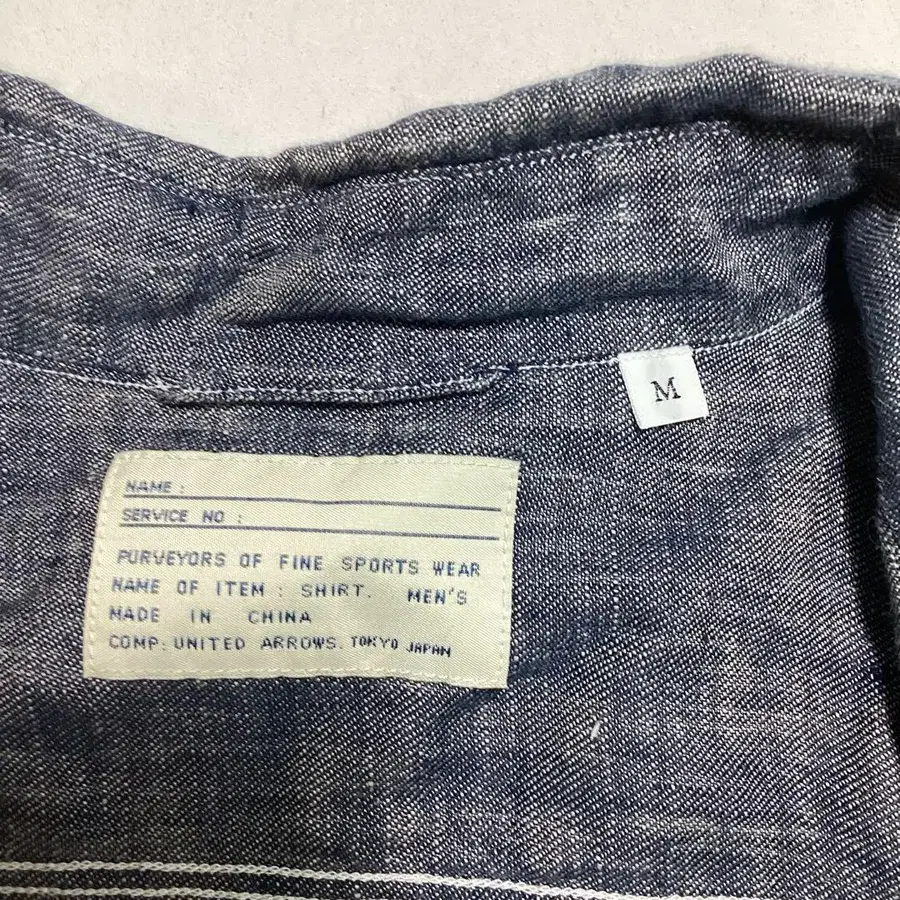 M
NAME :
SERVICE NO :
PURVEYORS OF FINE SPORTS WEAR
NAME OF ITEM : SHIRT. MEN'S
MADE IN CHINA
COMP: UNITED ARROWS. TOKYO JAPAN